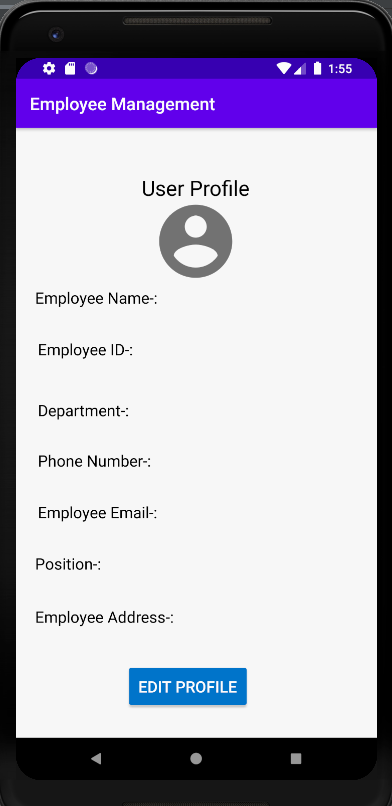 1:55
Employee Management
User Profile
Employee Name-:
Employee ID-:
Department-:
Phone Number-:
Employee Email-:
Position-:
Employee Address-:
EDIT PROFILE